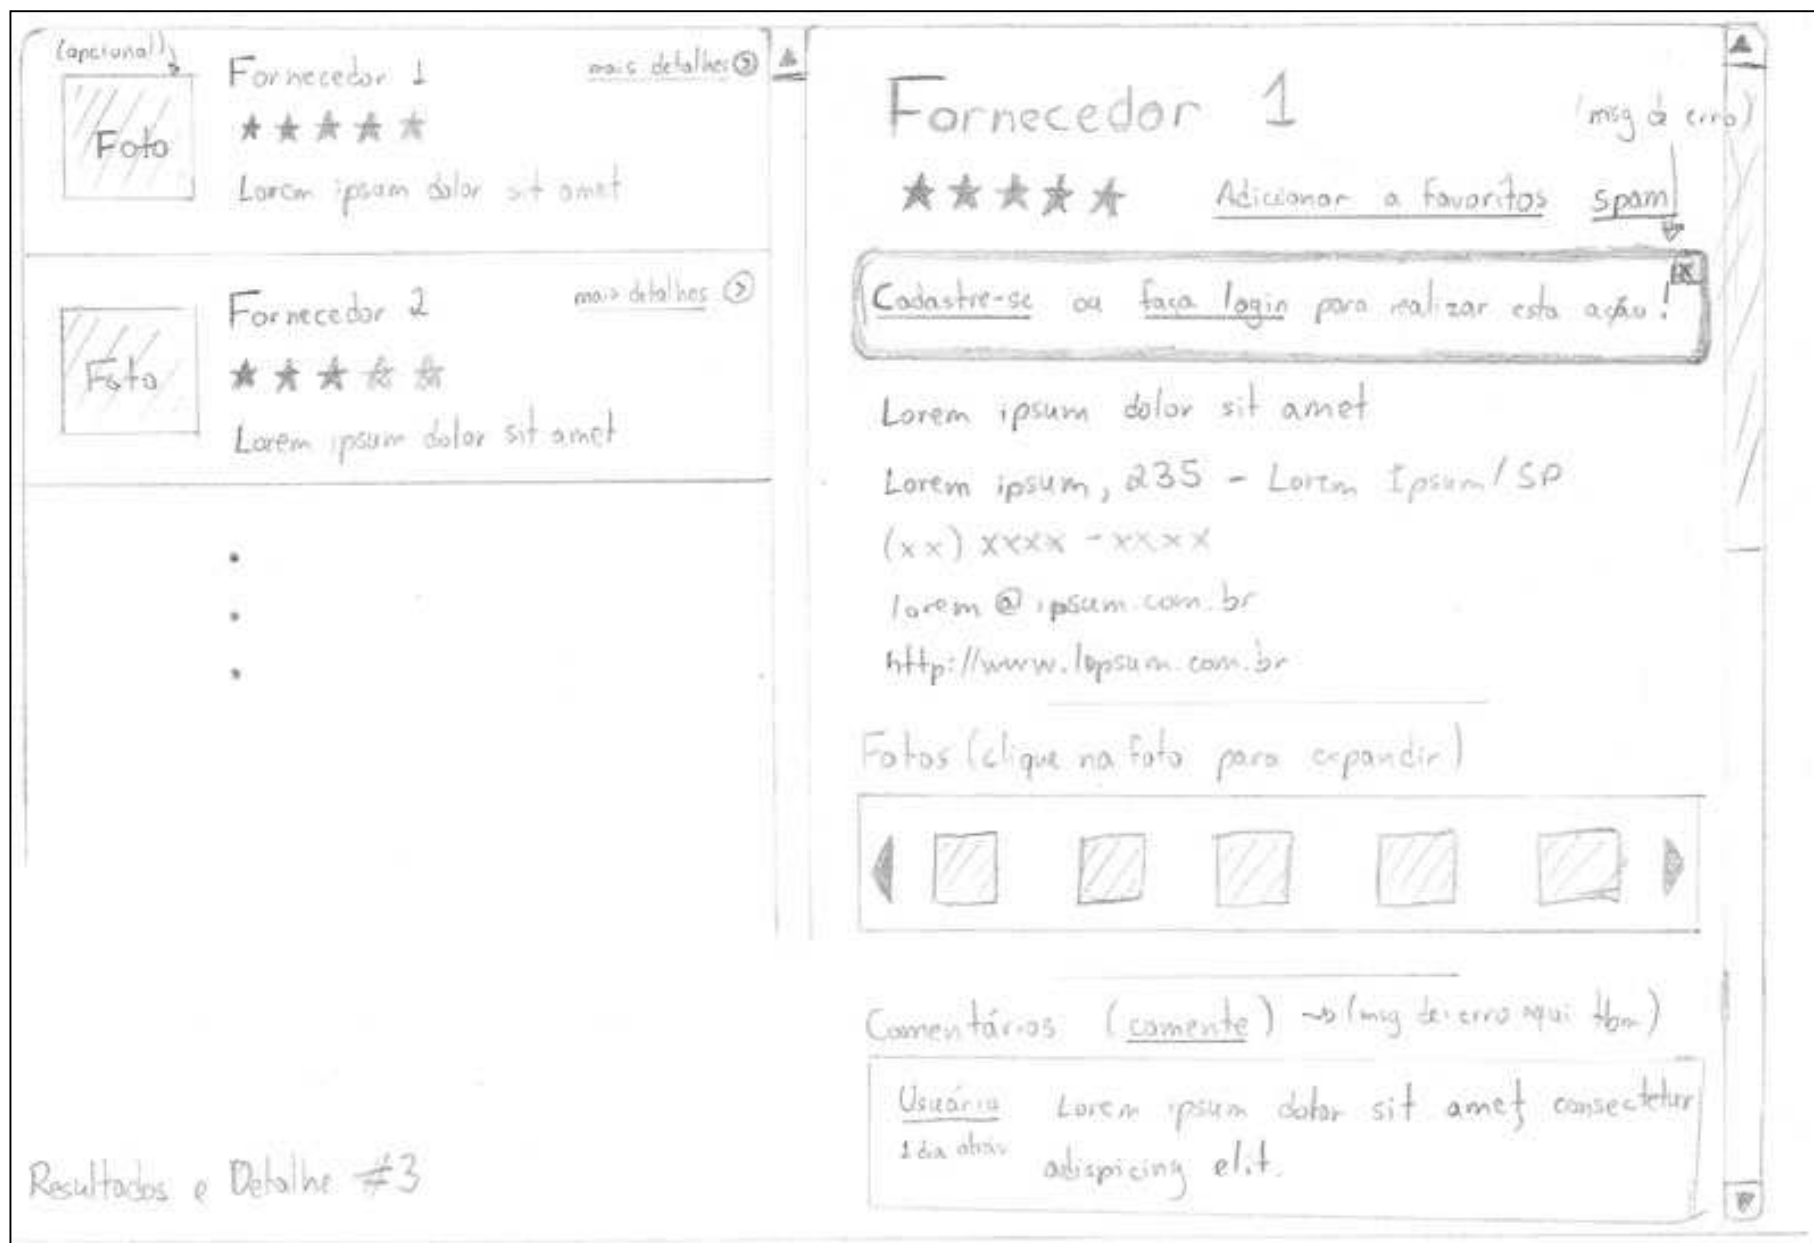 (opcional)
Foto
Fornecedor 1
mais detalhes
Lorem ipsum dolor sit amet
Foto
Fornecedor 2
mais detalhes
Lorem ipsum dolor sit amet
Resultados e Detalhe #3
Fornecedor 1
(msg de erro)
Adicionar a favoritos spam
Cadastre-se ou faça login para realizar esta ação!
X
Lorem ipsum dolor sit amet
Lorem ipsum, 235 - Lorem Ipsum/SP
(xx) xxxx - xxxx
lorem@ipsum.com.br
http://www.lopsum.com.br
Fotos (clique na foto para expandir)
Comentários (comente) → (msg de erro aqui tbm)
Usuário Lorem ipsum dolor sit amet, consectetur
1 dia atrás adispicing elit.